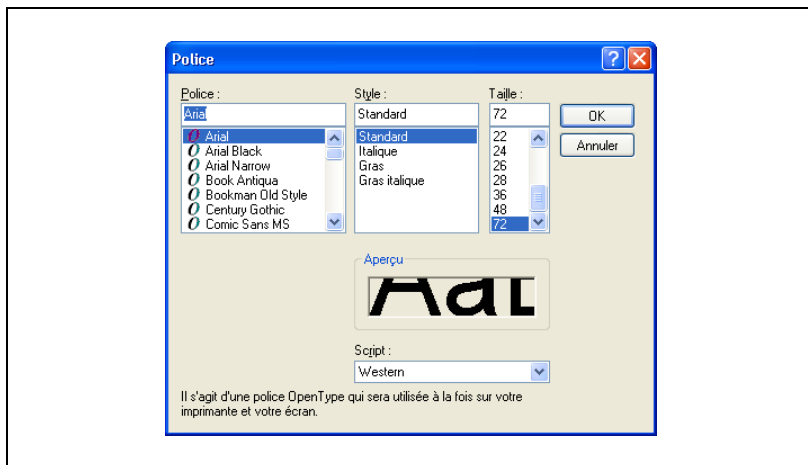 Police
Police :
Style :
Taille :
Arial
Standard
72
OK
Annuler
Arial
Arial Black
Arial Narrow
Book Antiqua
Bookman Old Style
Century Gothic
Comic Sans MS
Standard
Italique
Gras
Gras italique
22
24
26
28
36
48
72
Aperçu
Script :
Western
Il s'agit d'une police OpenType qui sera utilisée à la fois sur votre
imprimante et votre écran.